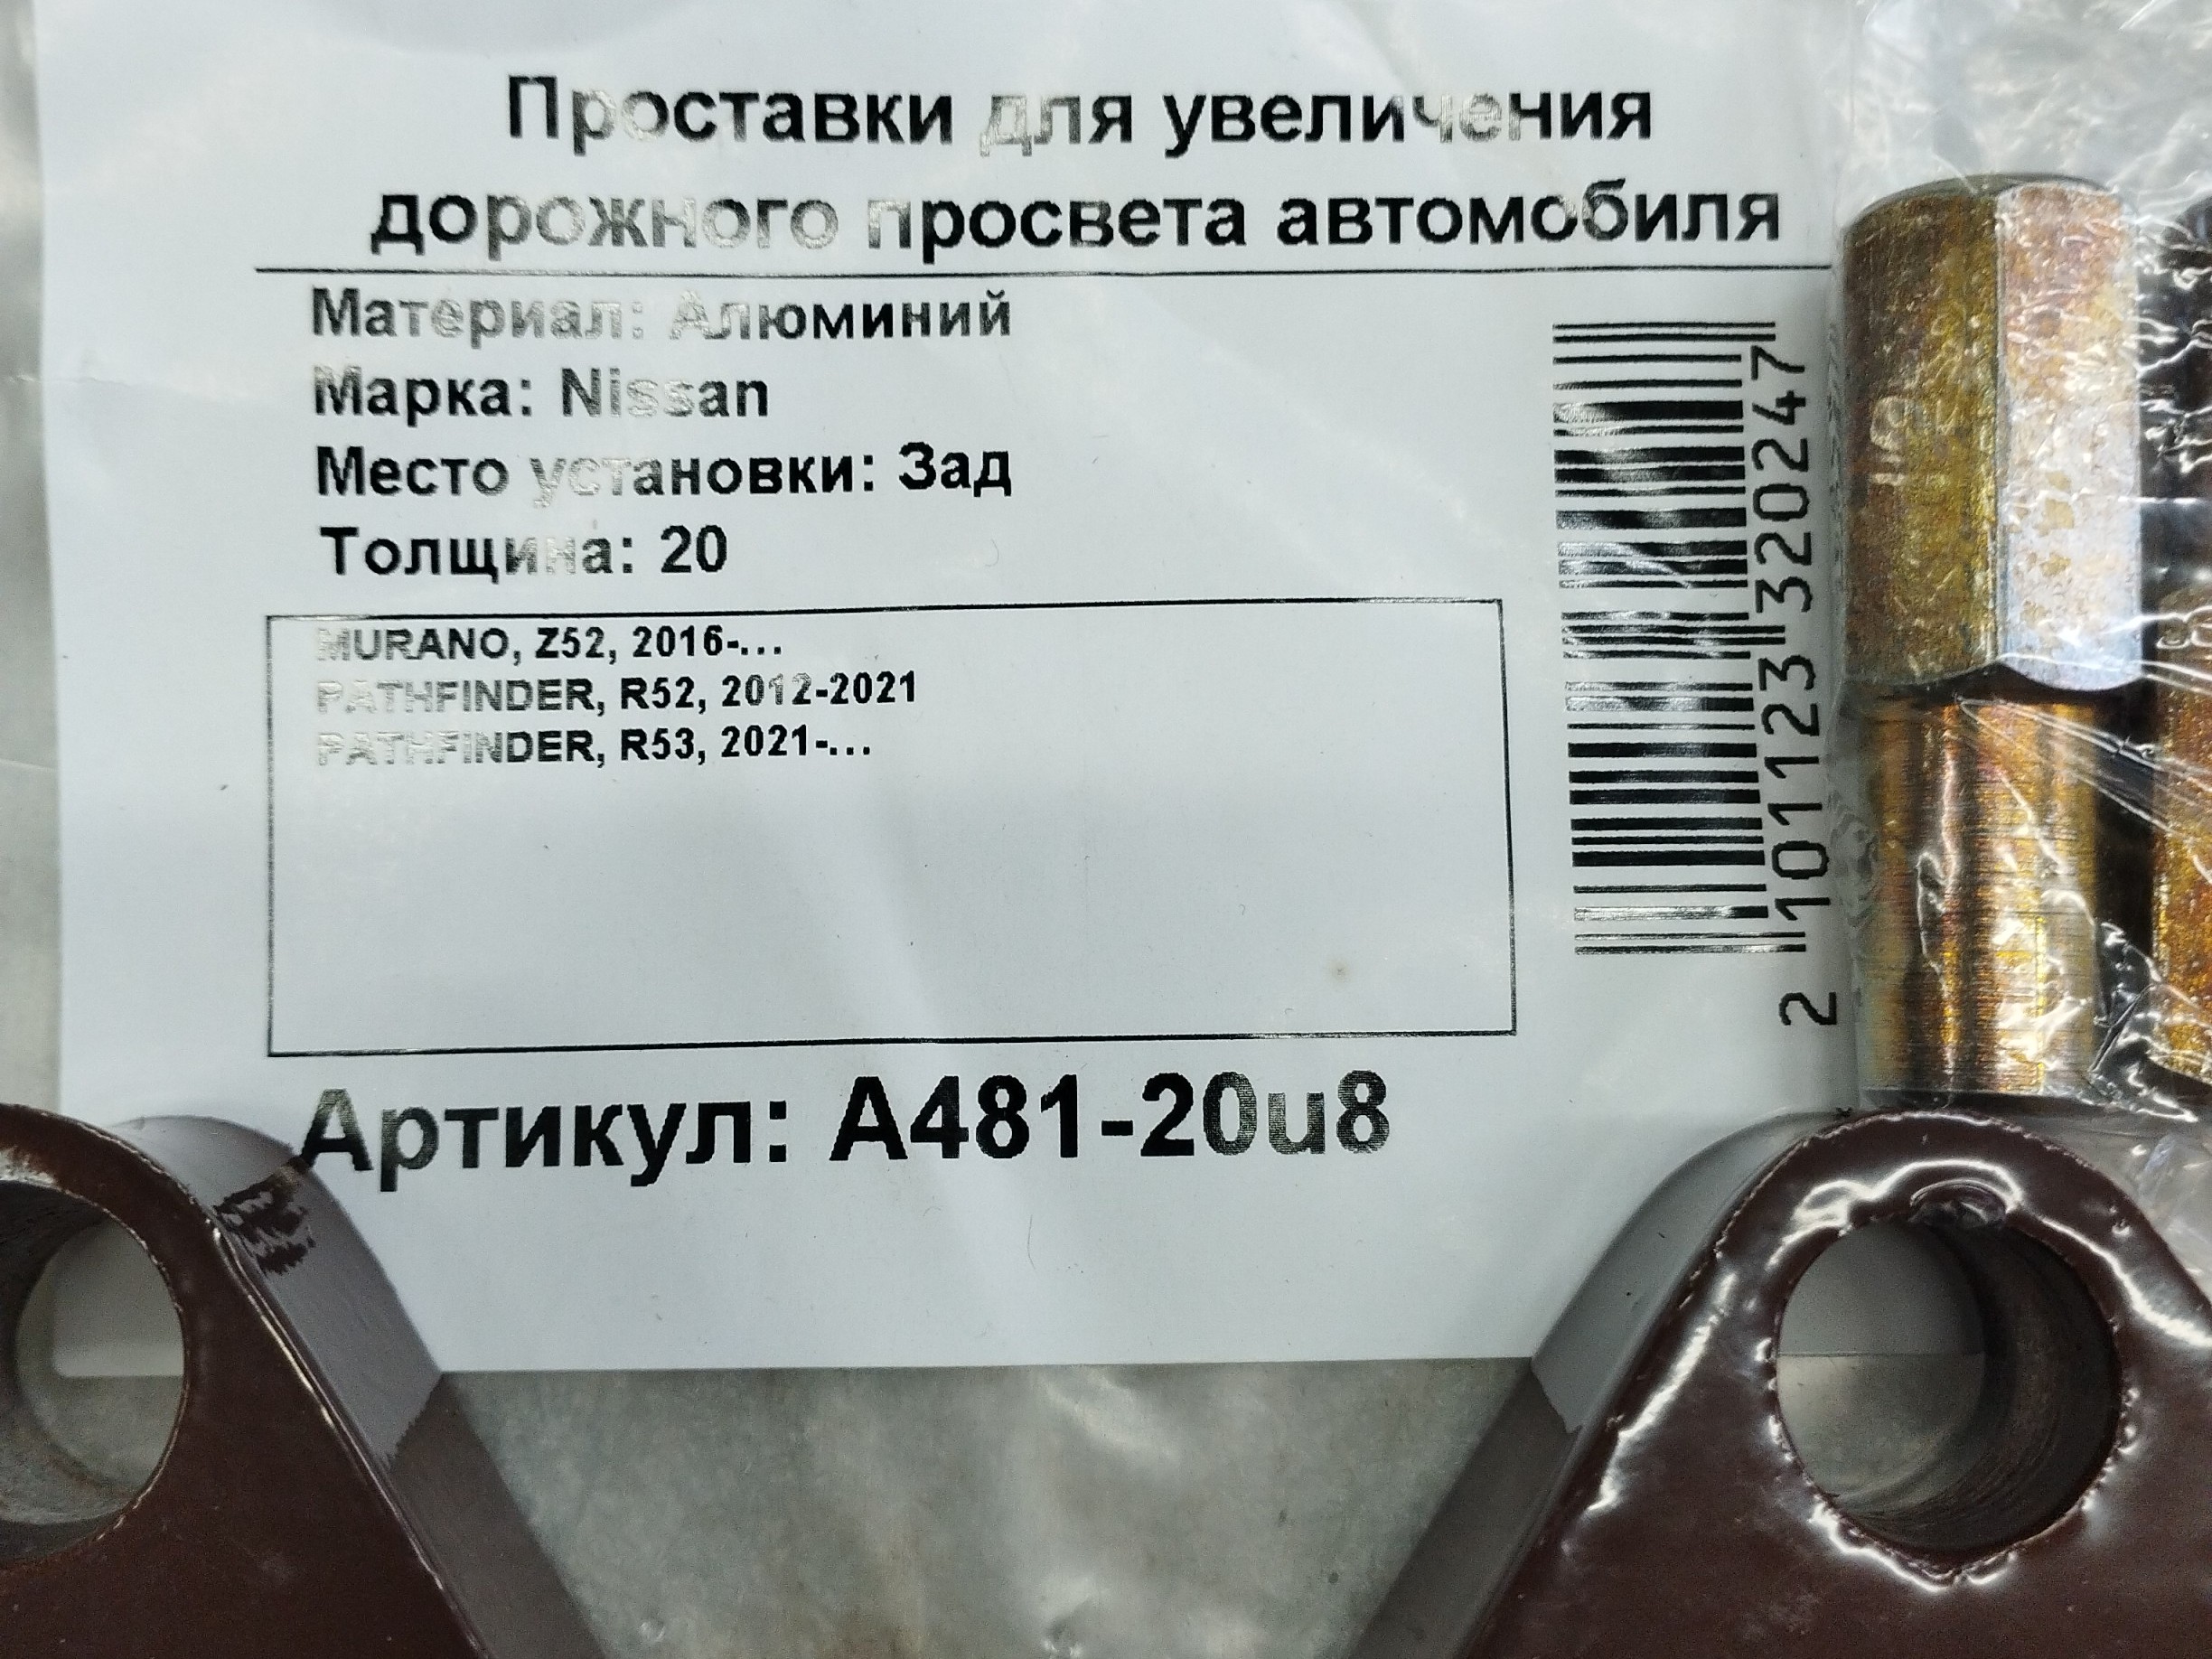 Проставки для увеличения
дорожного просвета автомобиля
Материал: Алюминий
Марка: Nissan
Место установки: Зад
Толщина: 20
MURANO, Z52, 2016-...
PATHFINDER, R52, 2012-2021
PATHFINDER, R53, 2021-...
2 101123 320247
Артикул: A481-20u8